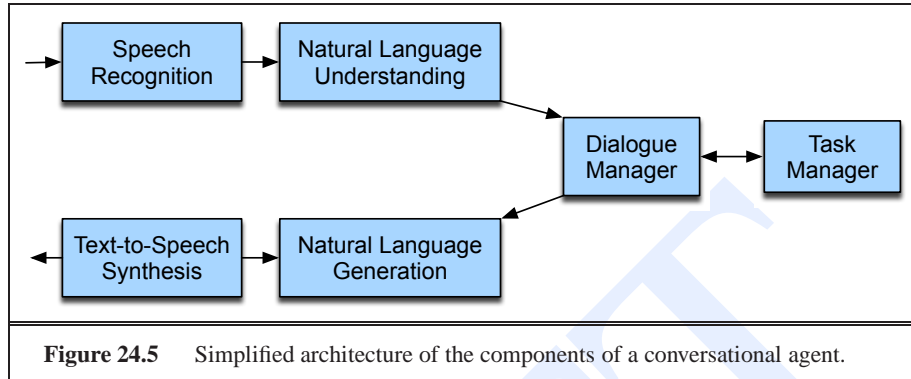 Speech
Recognition
Natural Language
Understanding
Dialogue
Manager
Task
Manager
Text-to-Speech
Synthesis
Natural Language
Generation
Figure 24.5 Simplified architecture of the components of a conversational agent.